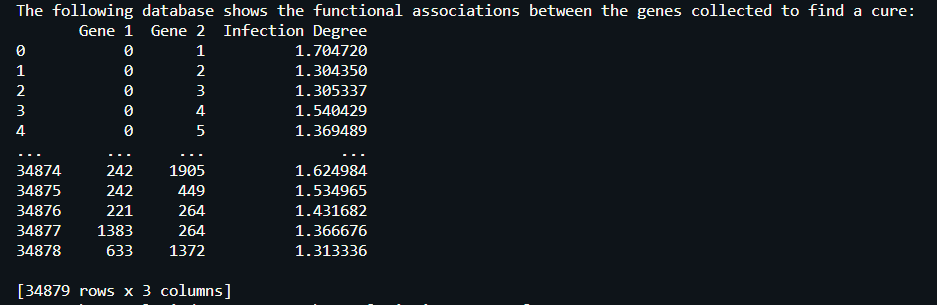 The following database shows the functional associations between the genes collected to find a cure:
Gene 1 Gene 2 Infection Degree
0 0 1 1.704720
1 0 2 1.304350
2 0 3 1.305337
3 0 4 1.540429
4 0 5 1.369489
... ... ... ...
34874 242 1905 1.624984
34875 242 449 1.534965
34876 221 264 1.431682
34877 1383 264 1.366676
34878 633 1372 1.313336
[34879 rows x 3 columns]